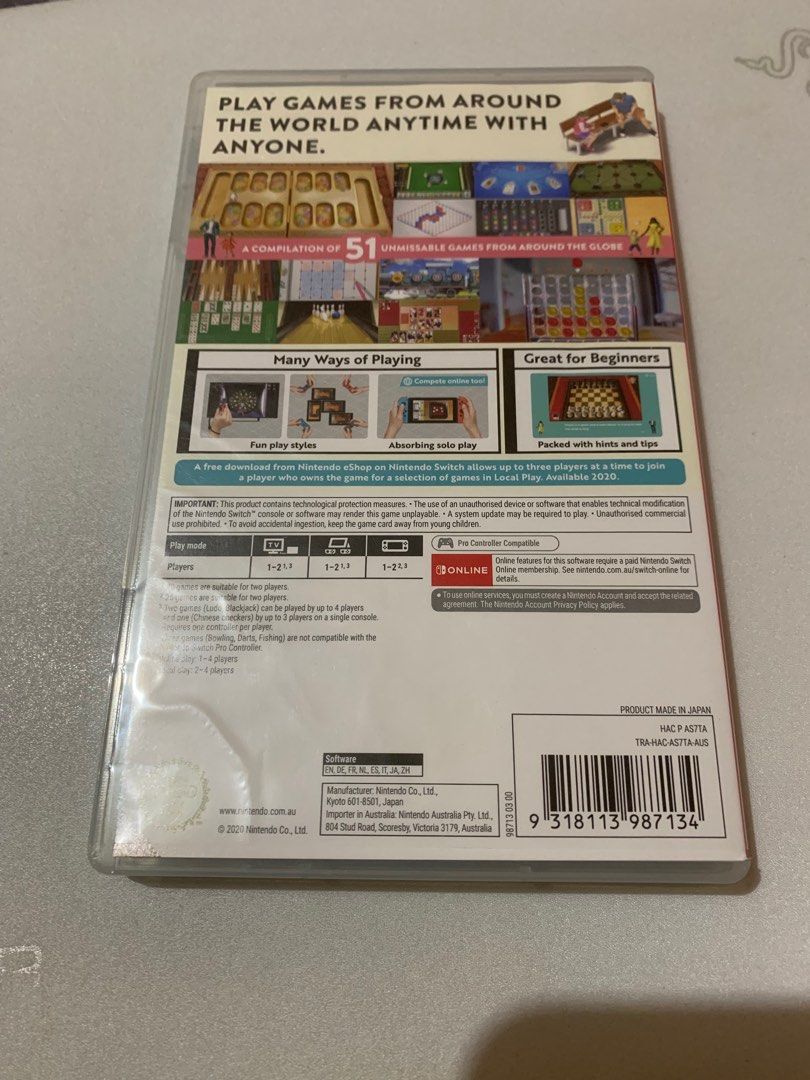 PLAY GAMES FROM AROUND
THE WORLD ANYTIME WITH
ANYONE.
A COMPILATION OF 51 UNMISSABLE GAMES FROM AROUND THE GLOBE
Many Ways of Playing
Great for Beginners
Compete online too!
Fun play styles
Absorbing solo play
Packed with hints and tips
A free download from Nintendo eShop on Nintendo Switch allows up to three players at a time to join
a player who owns the game for a selection of games in Local Play. Available 2020.
IMPORTANT: This product contains technological protection measures. • The use of an unauthorised device or software that enables technical modification
of the Nintendo Switch™ console or software may render this game unplayable. • A system update may be required to play. • Unauthorised commercial
use prohibited. • To avoid accidental ingestion, keep the game card away from young children.
Play mode TV
Players 1–2 1, 3 1–2 1, 3 1–2 2, 3
Pro Controller Compatible
ONLINE
Online features for this software require a paid Nintendo Switch
Online membership. See nintendo.com.au/switch-online for
details.
• To use online services, you must create a Nintendo Account and accept the related
agreement. The Nintendo Account Privacy Policy applies.
games are suitable for two players.
games are suitable for two players.
Two games (Ludo, Blackjack) can be played by up to 4 players
and one (Chinese checkers) by up to 3 players on a single console.
Requires one controller per player.
games (Bowling, Darts, Fishing) are not compatible with the
Switch Pro Controller.
play: 1–4 players
play: 2–4 players
PRODUCT MADE IN JAPAN
HAC P AS7TA
TRA-HAC-AS7TA-AUS
Software
EN, DE, FR, NL, ES, IT, JA, ZH
Manufacturer: Nintendo Co., Ltd.,
Kyoto 601-8501, Japan
Importer in Australia: Nintendo Australia Pty. Ltd.,
804 Stud Road, Scoresby, Victoria 3179, Australia
www.nintendo.com.au
© 2020 Nintendo Co., Ltd.
98713 03 00
9 318113 987134